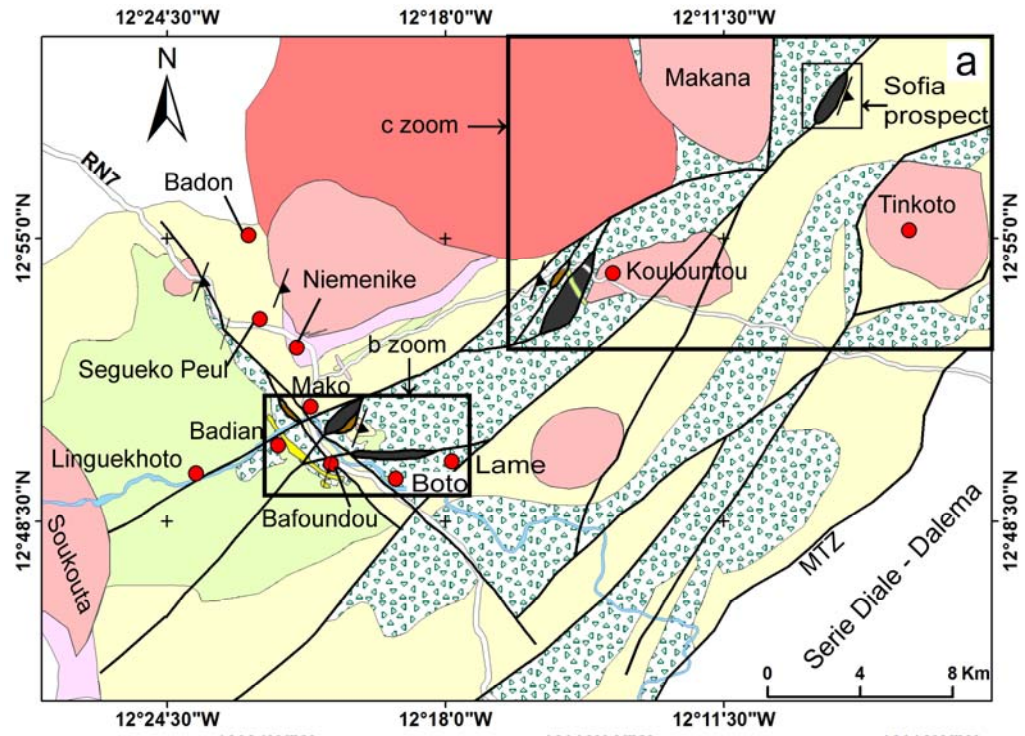 12°24'30"W 12°18'0"W 12°11'30"W
N
a
Makana
Sofia
prospect
c zoom
RN7
Badon
Tinkoto
12°55'0"N
12°55'0"N
Niemenike
Koulountou
b zoom
Segueko Peul
Mako
Badian
Linguekhoto
Lame
Boto
Bafoundou
12°48'30"N
12°48'30"N
Soukouta
MTZ
Serie Diale - Dalema
0 4 8 Km
12°24'30"W 12°18'0"W 12°11'30"W